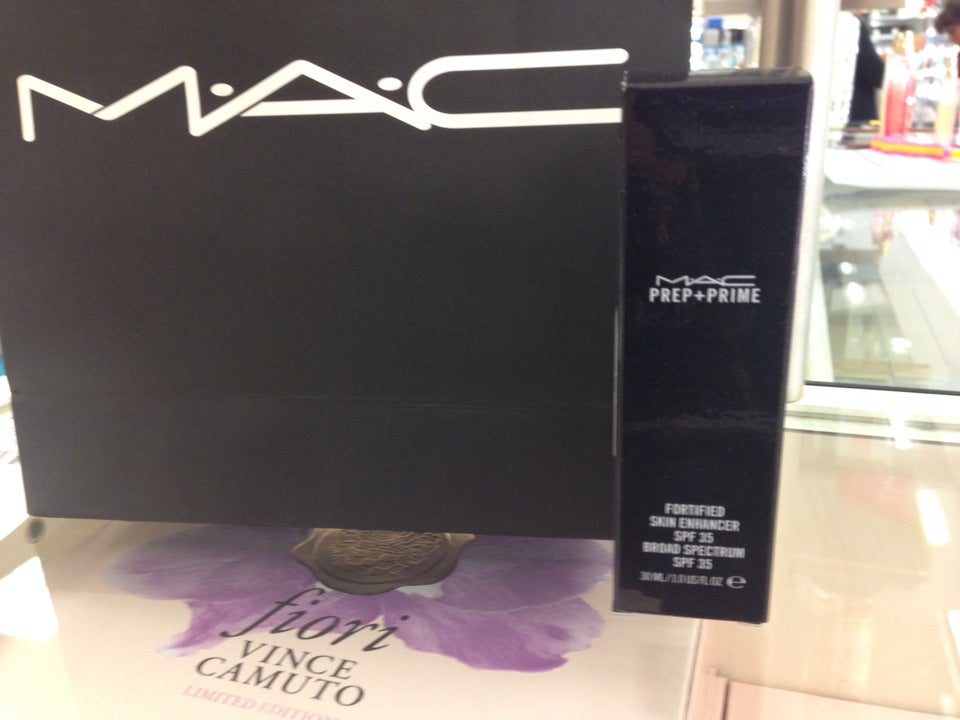 M·A·C
MAC
PREP+PRIME
FORTIFIED
SKIN ENHANCER
SPF 35
BROAD SPECTRUM
SPF 35
30 ML/1.0 US FL OZ ℮
fiori
VINCE
CAMUTO
LIMITED EDITION